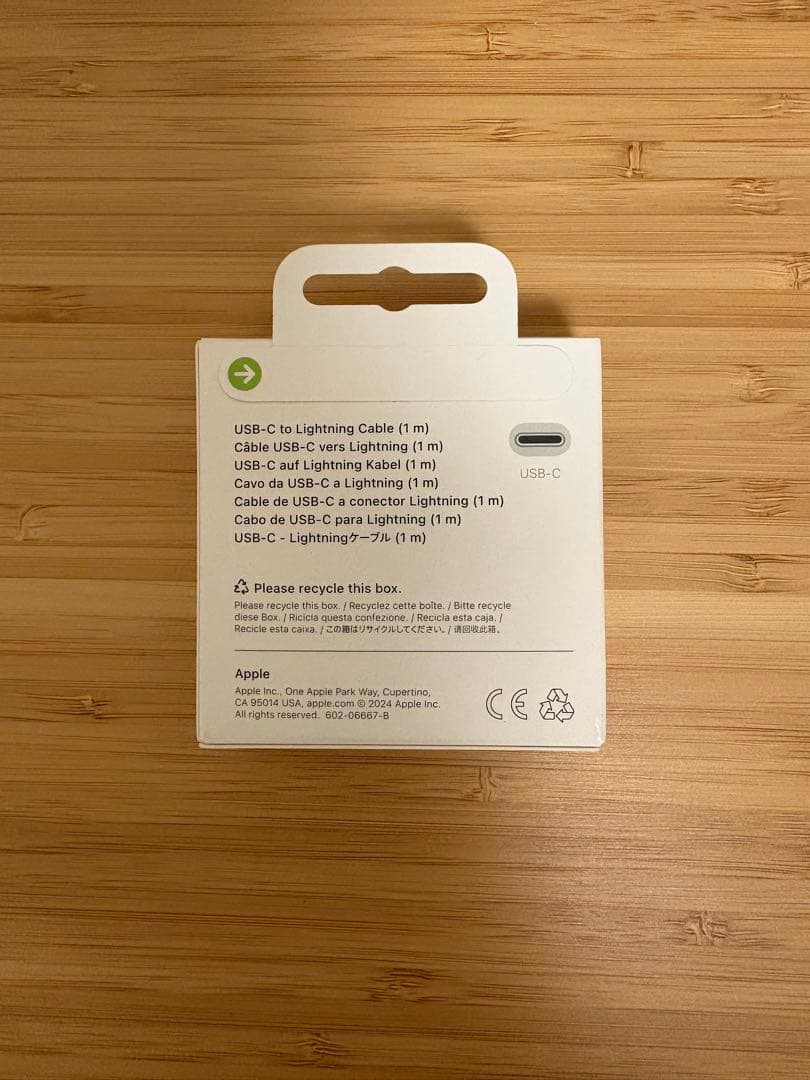 USB-C to Lightning Cable (1 m)
Câble USB-C vers Lightning (1 m)
USB-C auf Lightning Kabel (1 m)
Cavo da USB-C a Lightning (1 m)
Cable de USB-C a conector Lightning (1 m)
Cabo de USB-C para Lightning (1 m)
USB-C - Lightningケーブル (1 m)
USB-C
Please recycle this box.
Please recycle this box. / Recyclez cette boîte. / Bitte recycle
diese Box. / Ricicla questa confezione. / Recicla esta caja. /
Recicle esta caixa. / この箱はリサイクルしてください。/ 请回收此箱。
Apple
Apple Inc., One Apple Park Way, Cupertino,
CA 95014 USA, apple.com © 2024 Apple Inc.
All rights reserved. 602-06667-B
CE